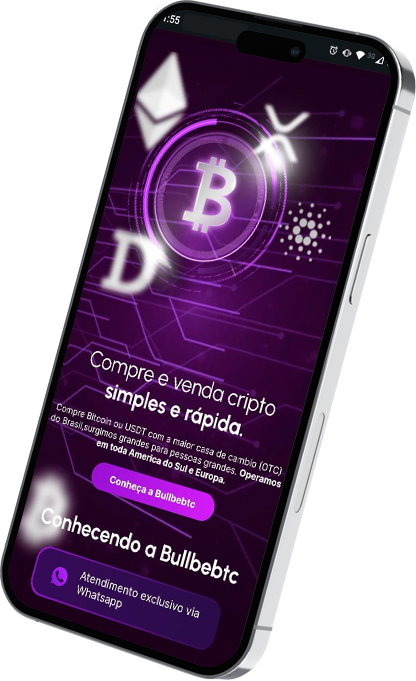 :55
3G
Compre e venda cripto
simples e rápida.
Compre Bitcoin ou USDT com a maior casa de cambio (OTC)
do Brasil,surgimos grandes para pessoas grandes. Operamos
em toda America do Sul e Europa.
Conheça a Bullbebtc
Conhecendo a Bullbebtc
Atendimento exclusivo via
Whatsapp